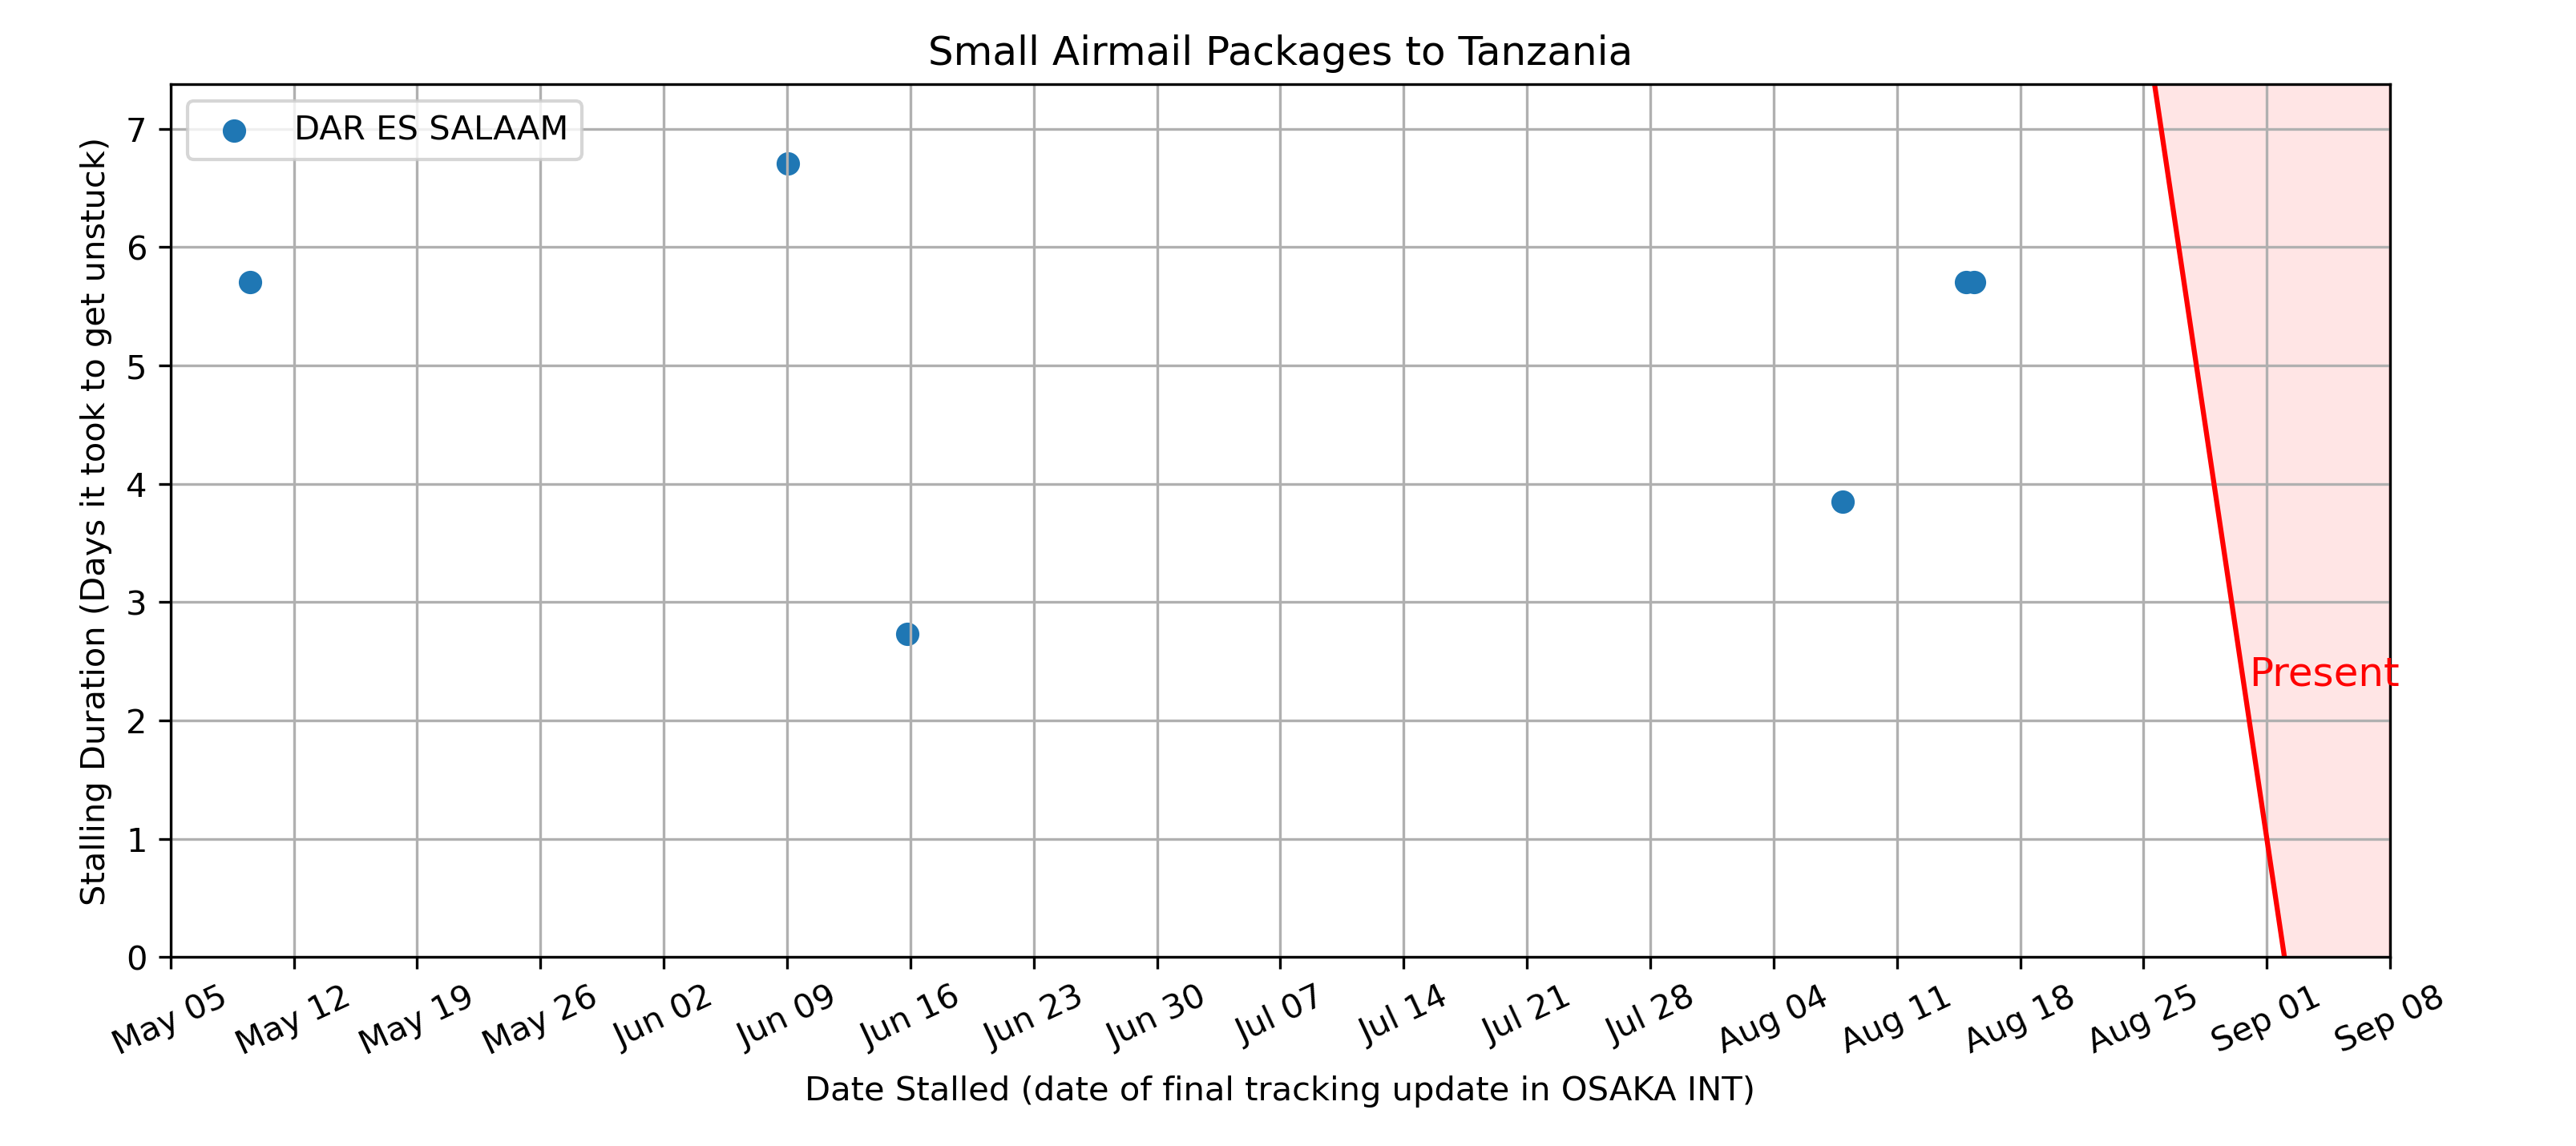 Small Airmail Packages to Tanzania
DAR ES SALAAM
Stalling Duration (Days it took to get unstuck)
7
6
5
4
3
2
1
0
Present
May 05 May 12 May 19 May 26 Jun 02 Jun 09 Jun 16 Jun 23 Jun 30 Jul 07 Jul 14 Jul 21 Jul 28 Aug 04 Aug 11 Aug 18 Aug 25 Sep 01 Sep 08
Date Stalled (date of final tracking update in OSAKA INT)